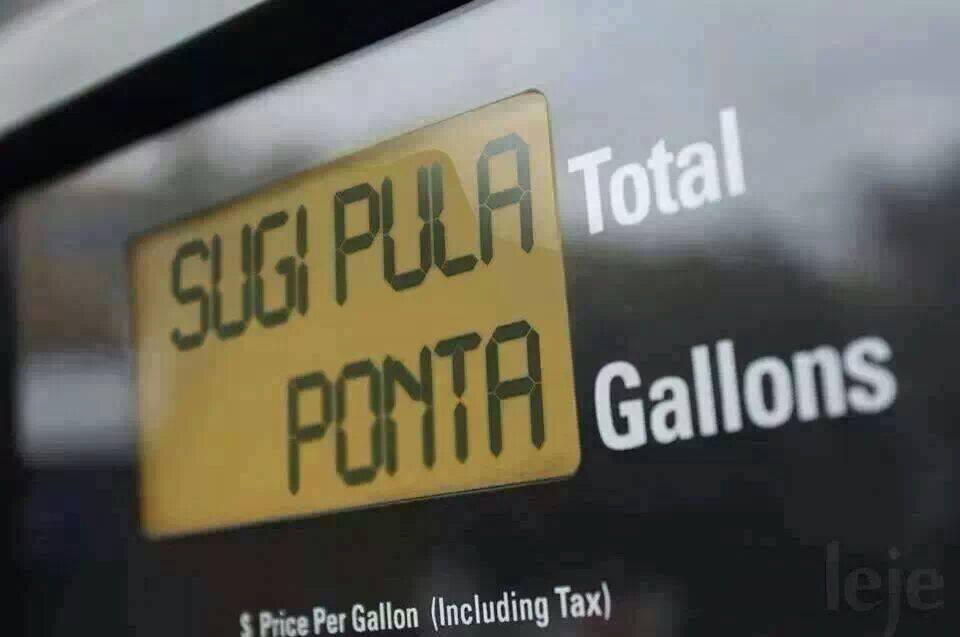 SUGI PULA Total
PONTA Gallons
$ Price Per Gallon (Including Tax)
leje